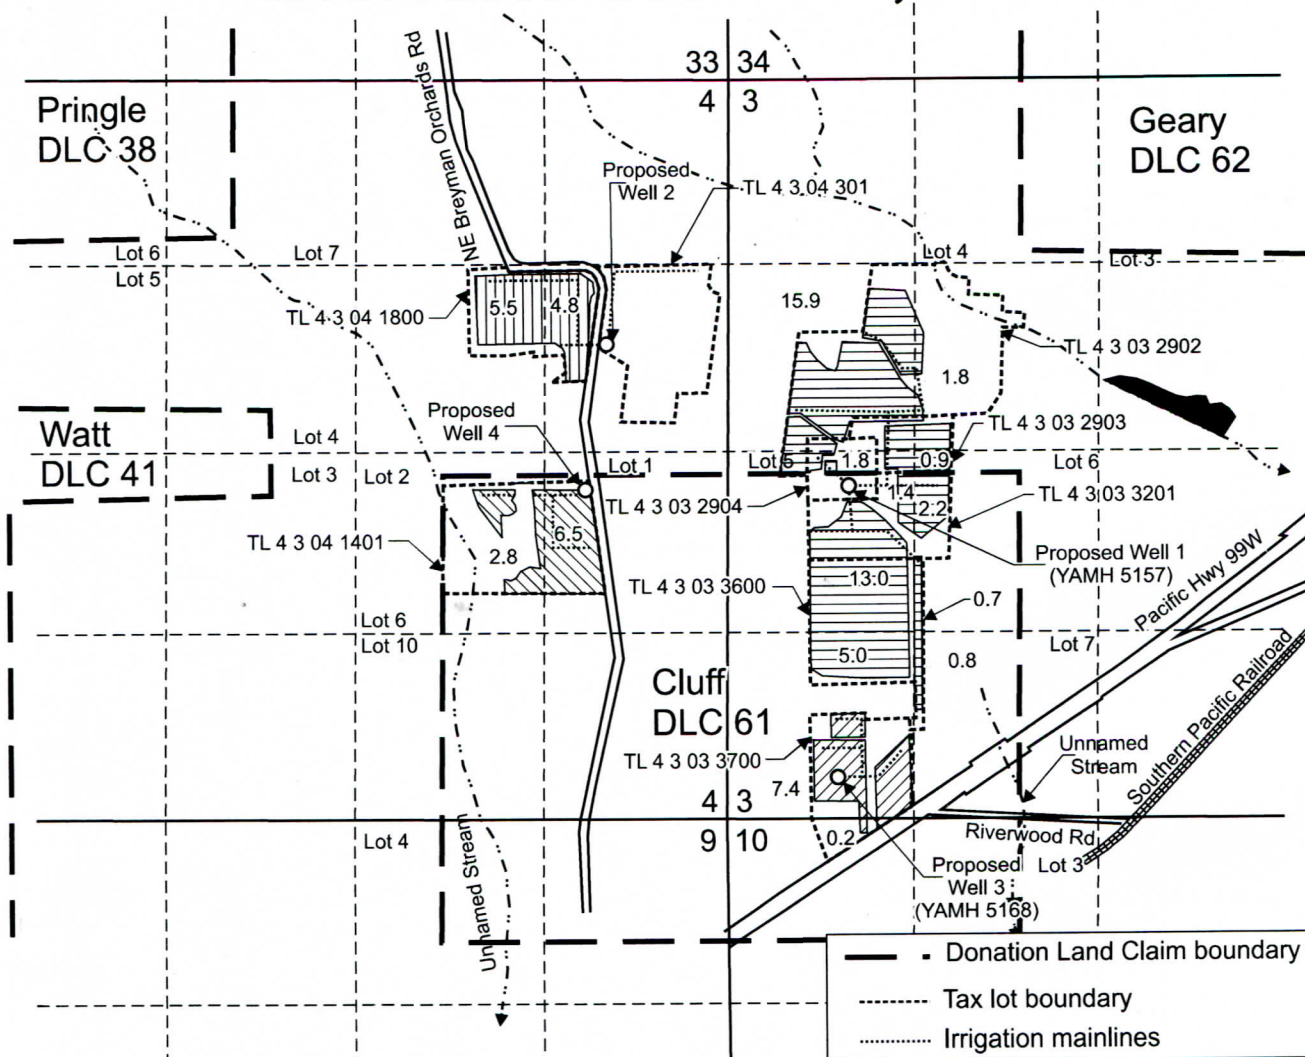 33 34
4 3
Pringle
DLC 38
Geary
DLC 62
NE Breyman Orchards Rd
Proposed
Well 2
TL 4 3 04 301
Lot 6
Lot 7
Lot 4
Lot 3
Lot 5
15.9
TL 4 3 04 1800
5.5
4.8
TL 4 3 03 2902
1.8
Proposed
Well 4
Watt
DLC 41
Lot 4
TL 4 3 03 2903
Lot 3
Lot 2
Lot 1
Lot 5
1.8
0.9
Lot 6
TL 4 3 03 2904
1.4
2.2
TL 4 3 03 3201
TL 4 3 04 1401
2.8
6.5
Proposed Well 1
(YAMH 5157)
Pacific Hwy 99W
TL 4 3 03 3600
13.0
0.7
Lot 6
Lot 10
5.0
0.8
Lot 7
Cluff
DLC 61
TL 4 3 03 3700
7.4
Unnamed
Stream
Southern Pacific Railroad
4 3
9 10
Lot 4
0.2
Riverwood Rd
Lot 3
Unnamed Stream
Proposed
Well 3
(YAMH 5168)
Donation Land Claim boundary
Tax lot boundary
Irrigation mainlines